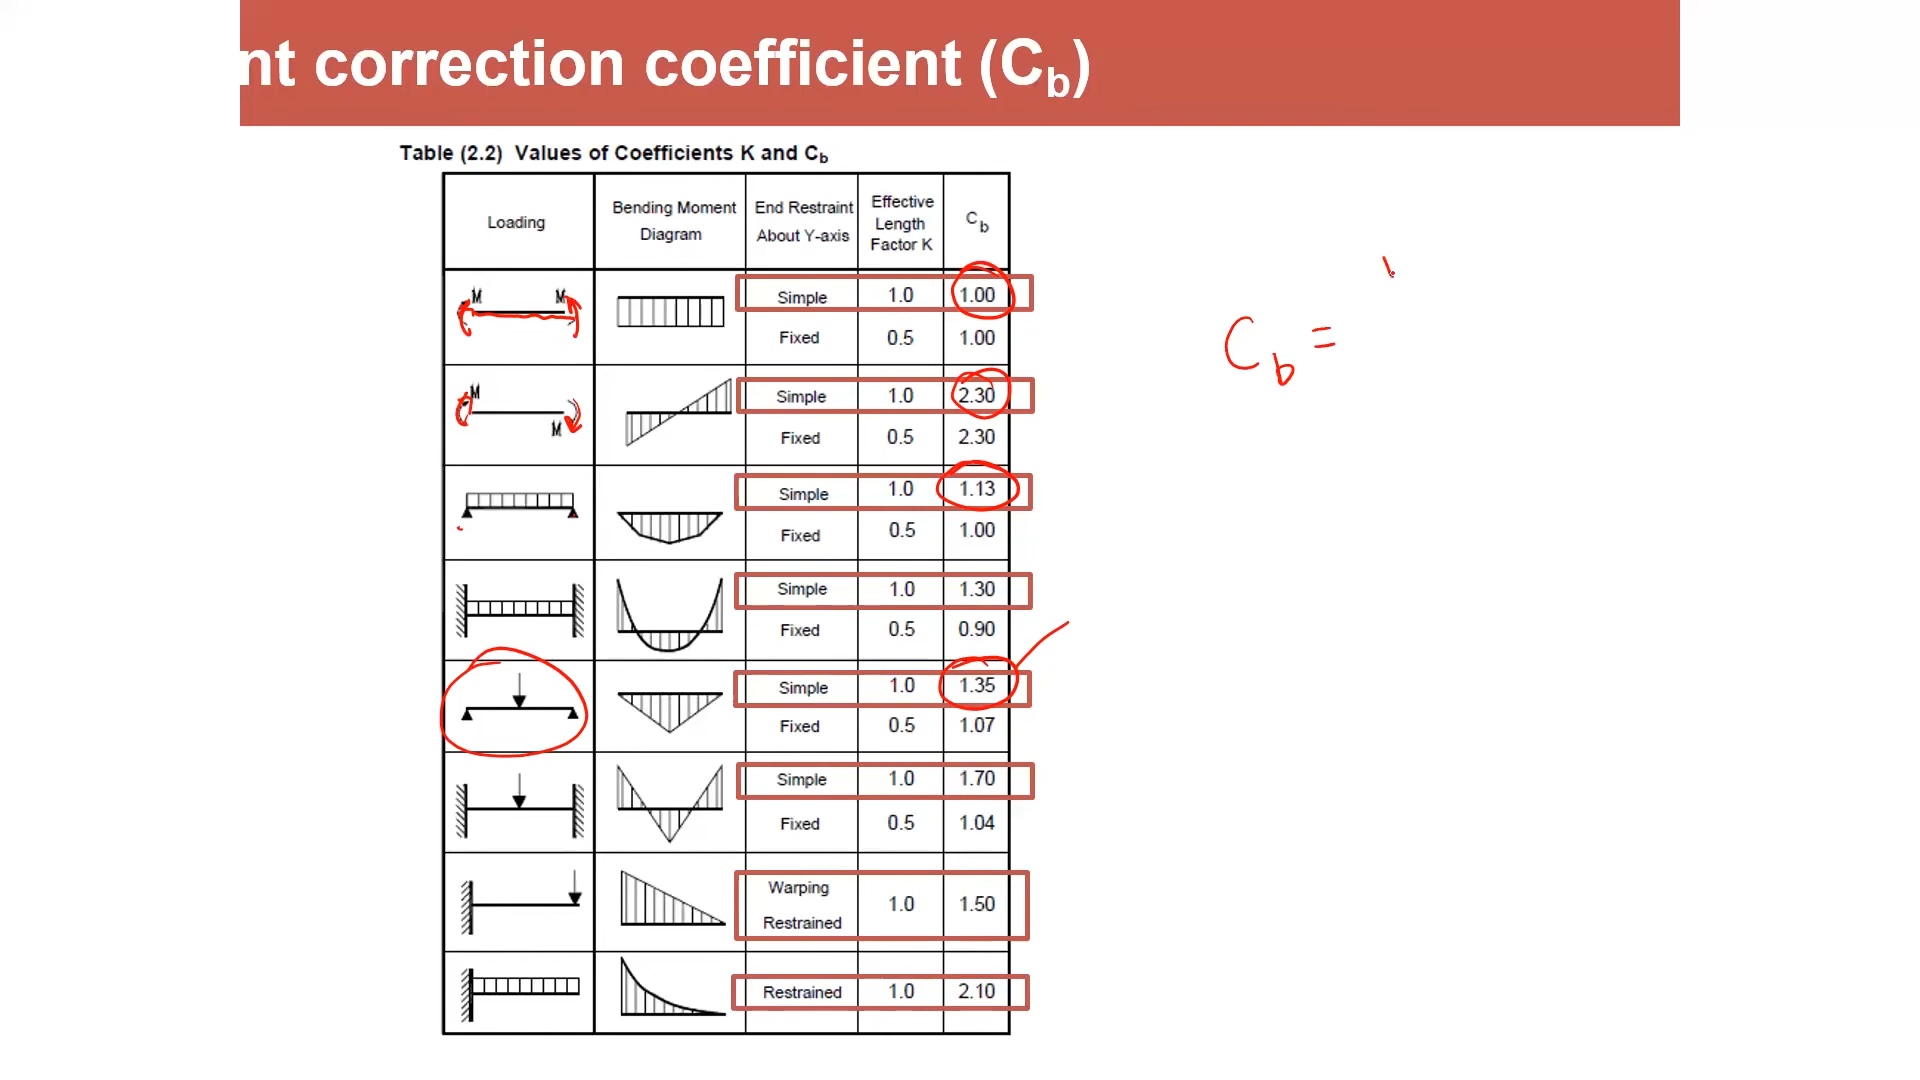 nt correction coefficient (Cb)
Table (2.2) Values of Coefficients K and Cb
Loading
Bending Moment Diagram
End Restraint About Y-axis
Effective Length Factor K
Cb
M M
Simple 1.0 1.00
Fixed 0.5 1.00
M M
Simple 1.0 2.30
Fixed 0.5 2.30
Simple 1.0 1.13
Fixed 0.5 1.00
Simple 1.0 1.30
Fixed 0.5 0.90
Simple 1.0 1.35
Fixed 0.5 1.07
Simple 1.0 1.70
Fixed 0.5 1.04
Warping Restrained 1.0 1.50
Restrained 1.0 2.10
Cb =